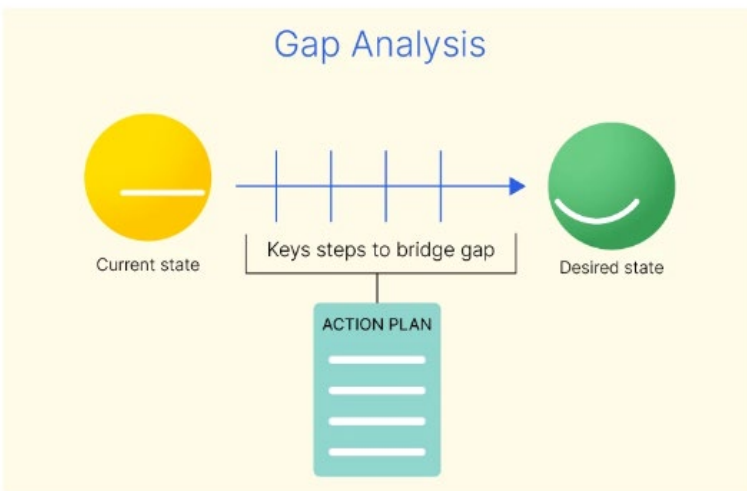 Gap Analysis
Current state
Keys steps to bridge gap
Desired state
ACTION PLAN